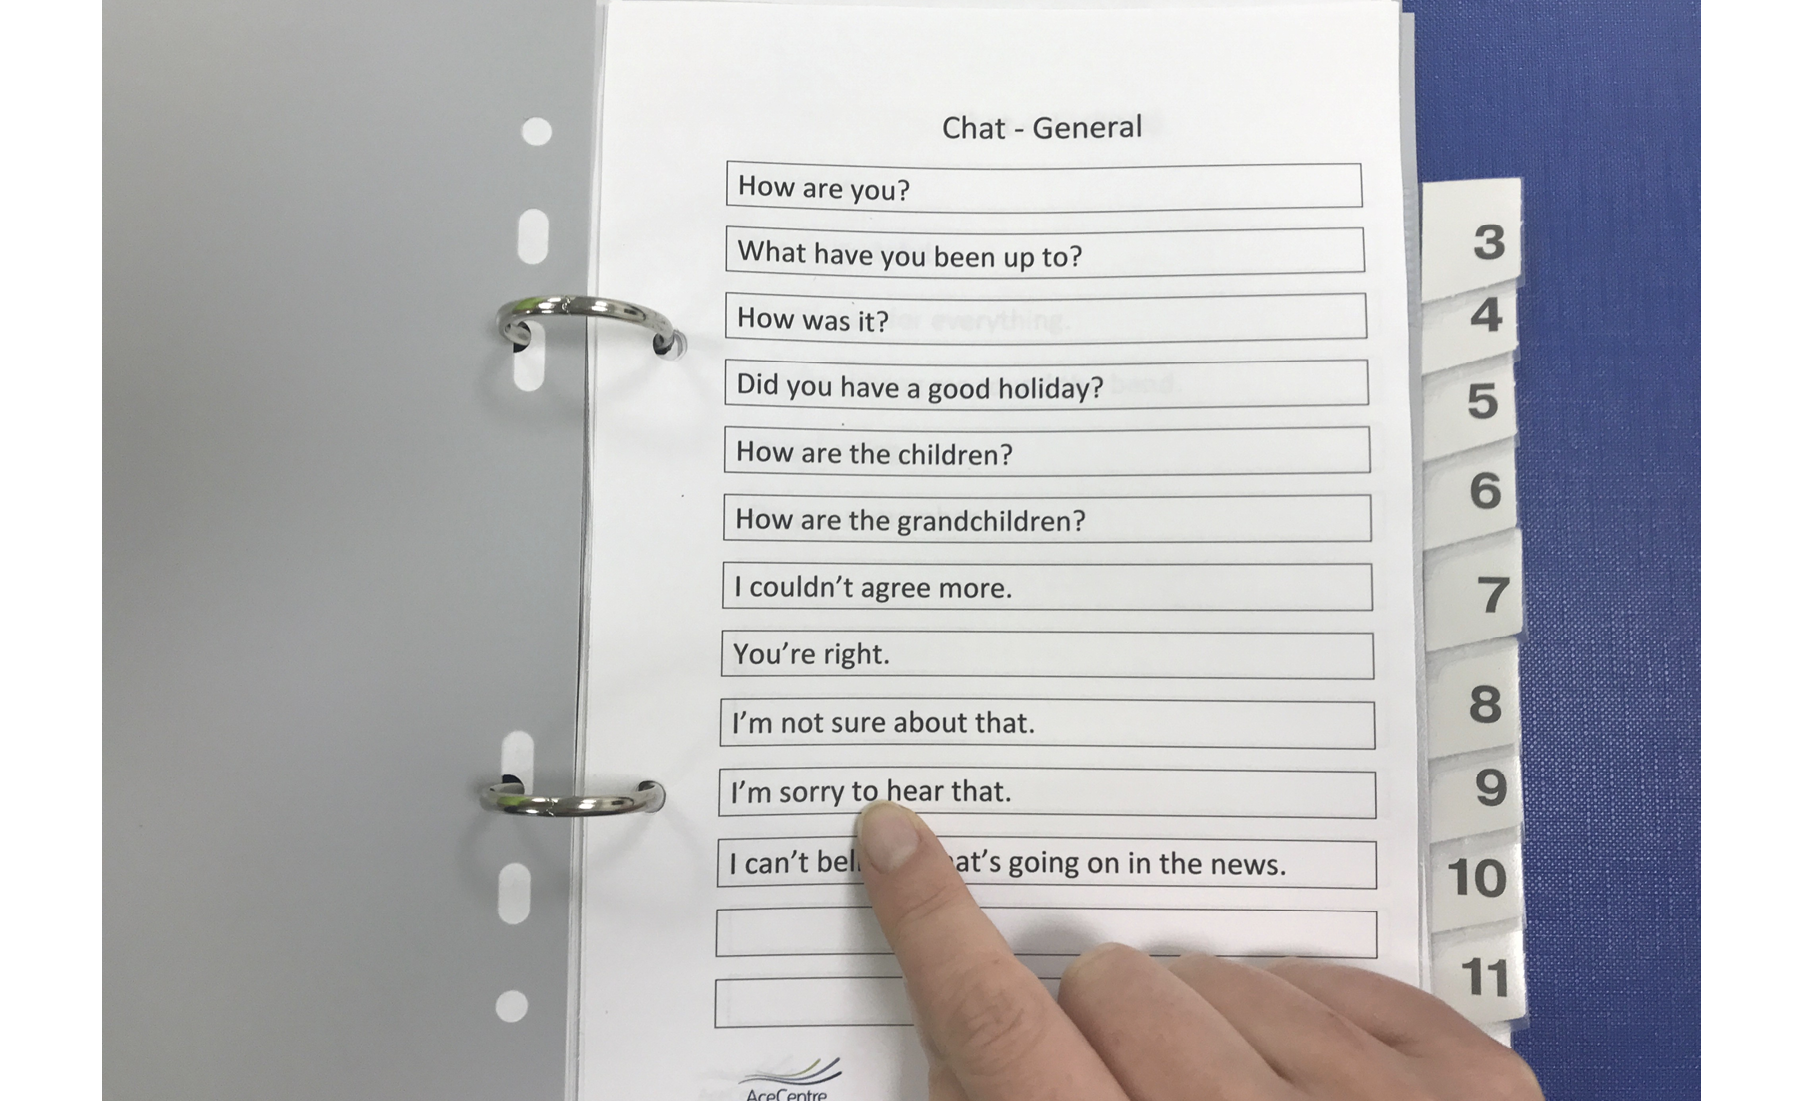 Chat - General
How are you?
What have you been up to?
How was it?
Did you have a good holiday?
How are the children?
How are the grandchildren?
I couldn't agree more.
You're right.
I'm not sure about that.
I'm sorry to hear that.
I can't at's going on in the news.
AceCentre
3
4
5
6
7
8
9
10
11